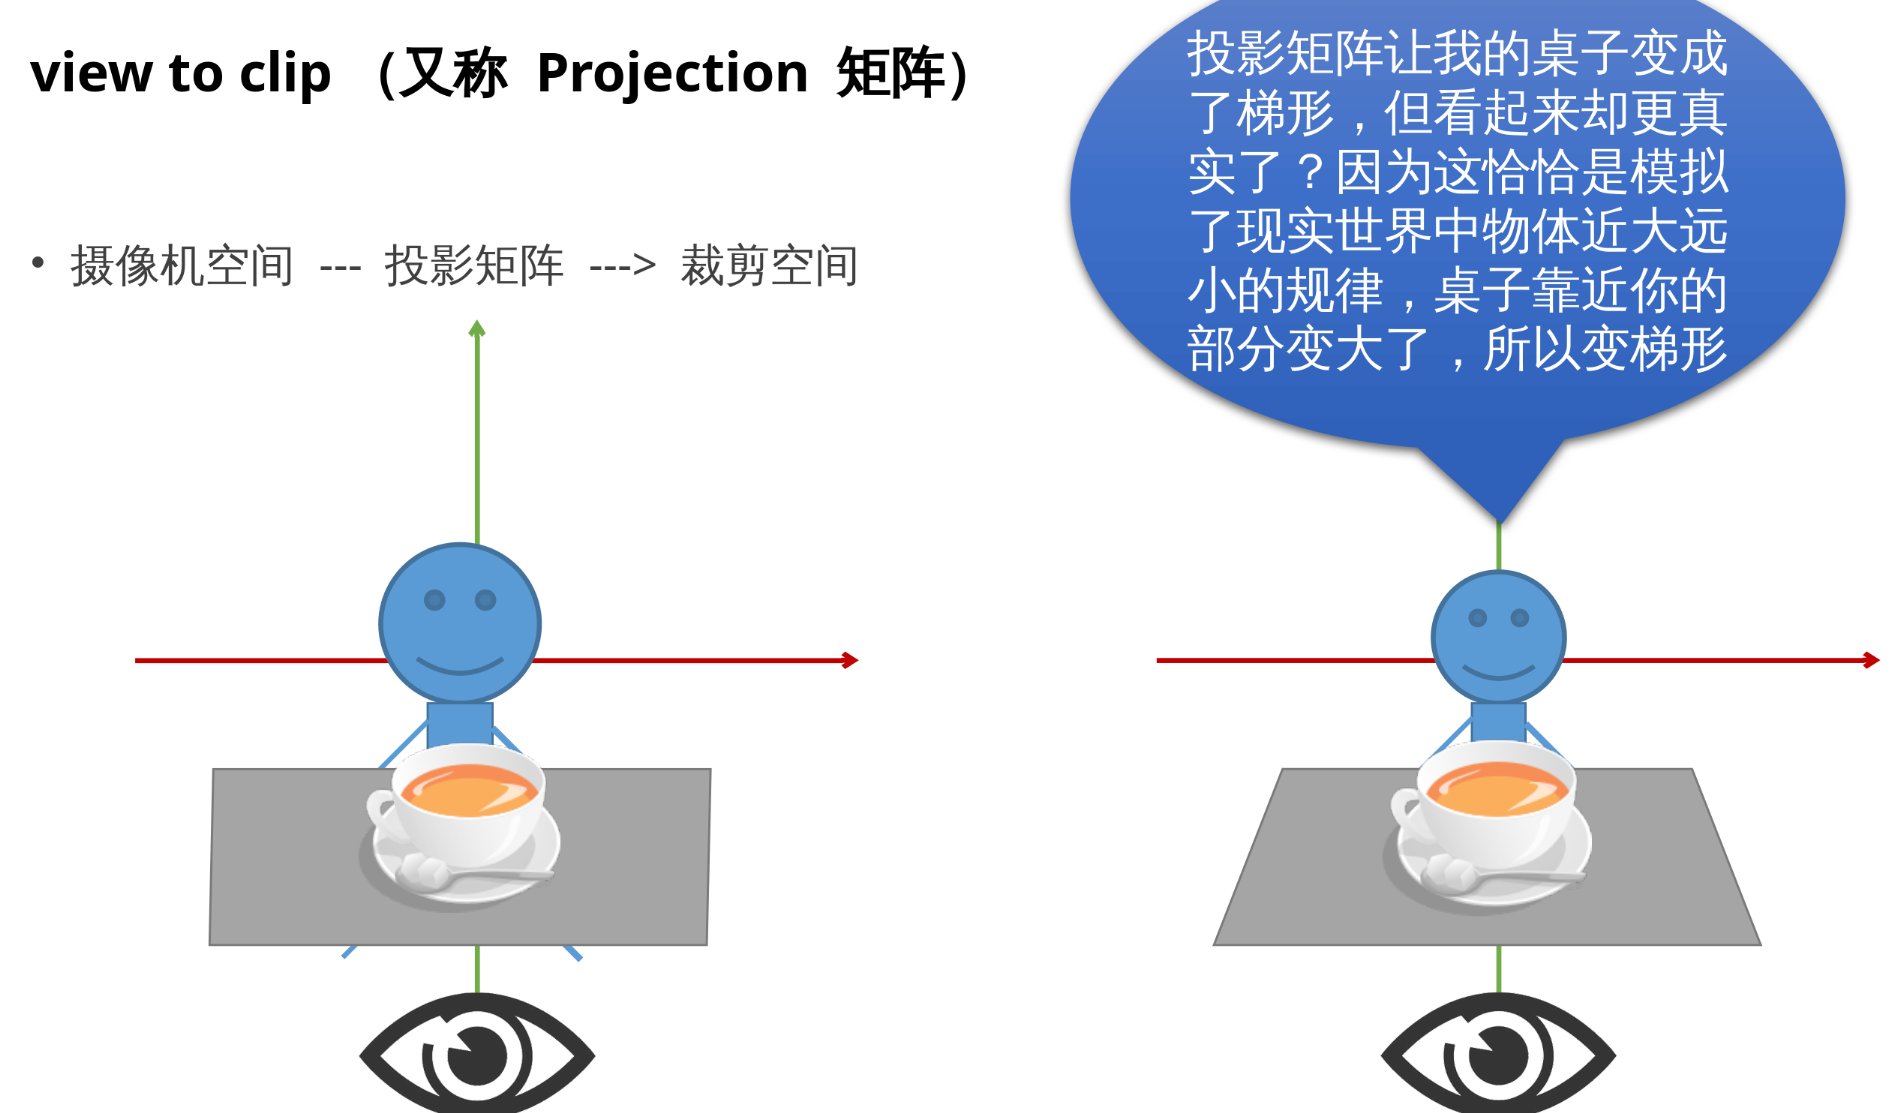 view to clip （又称 Projection 矩阵）
• 摄像机空间 --- 投影矩阵 ---> 裁剪空间
投影矩阵让我的桌子变成
了梯形，但看起来却更真
实了？因为这恰恰是模拟
了现实世界中物体近大远
小的规律，桌子靠近你的
部分变大了，所以变梯形